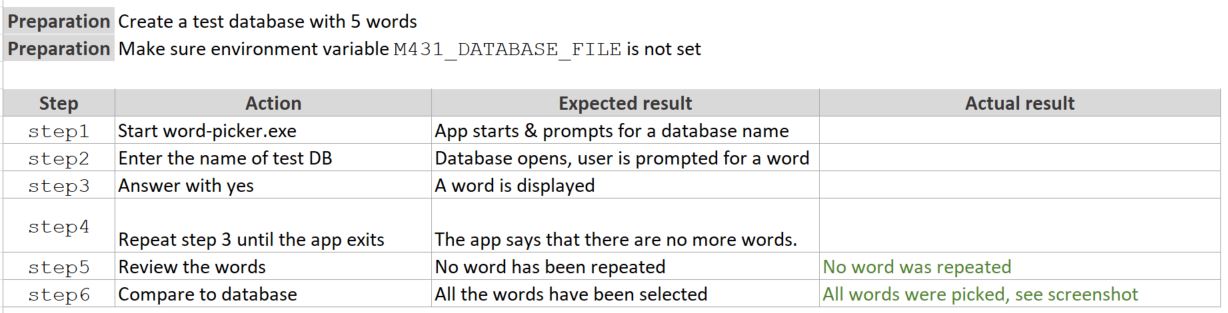 Preparation Create a test database with 5 words
Preparation Make sure environment variable M431_DATABASE_FILE is not set
Step Action Expected result Actual result
step1 Start word-picker.exe App starts & prompts for a database name
step2 Enter the name of test DB Database opens, user is prompted for a word
step3 Answer with yes A word is displayed
step4 Repeat step 3 until the app exits The app says that there are no more words.
step5 Review the words No word has been repeated No word was repeated
step6 Compare to database All the words have been selected All words were picked, see screenshot